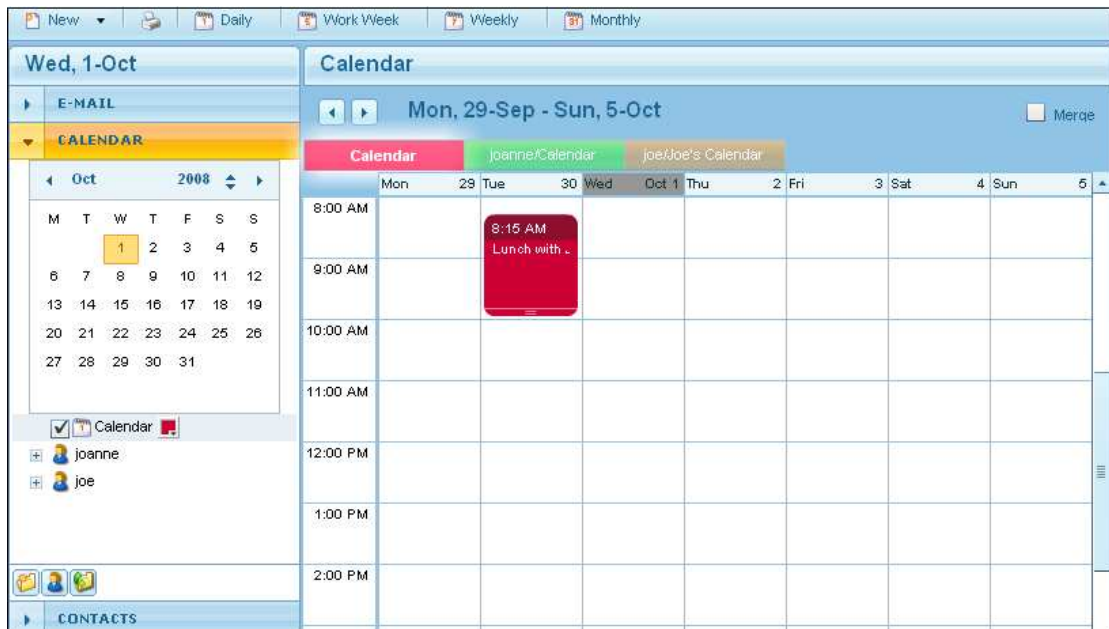 New Daily Work Week Weekly Monthly
Wed, 1-Oct
Calendar
E-MAIL
Mon, 29-Sep - Sun, 5-Oct
Merge
CALENDAR
Calendar joanne/Calendar joe/Joe's Calendar
Oct 2008
Mon 29 Tue 30 Wed Oct 1 Thu 2 Fri 3 Sat 4 Sun 5
M T W T F S S
1 2 3 4 5
6 7 8 9 10 11 12
13 14 15 16 17 18 19
20 21 22 23 24 25 26
27 28 29 30 31
8:00 AM
8:15 AM
Lunch with
9:00 AM
10:00 AM
11:00 AM
12:00 PM
1:00 PM
2:00 PM
Calendar
joanne
joe
CONTACTS